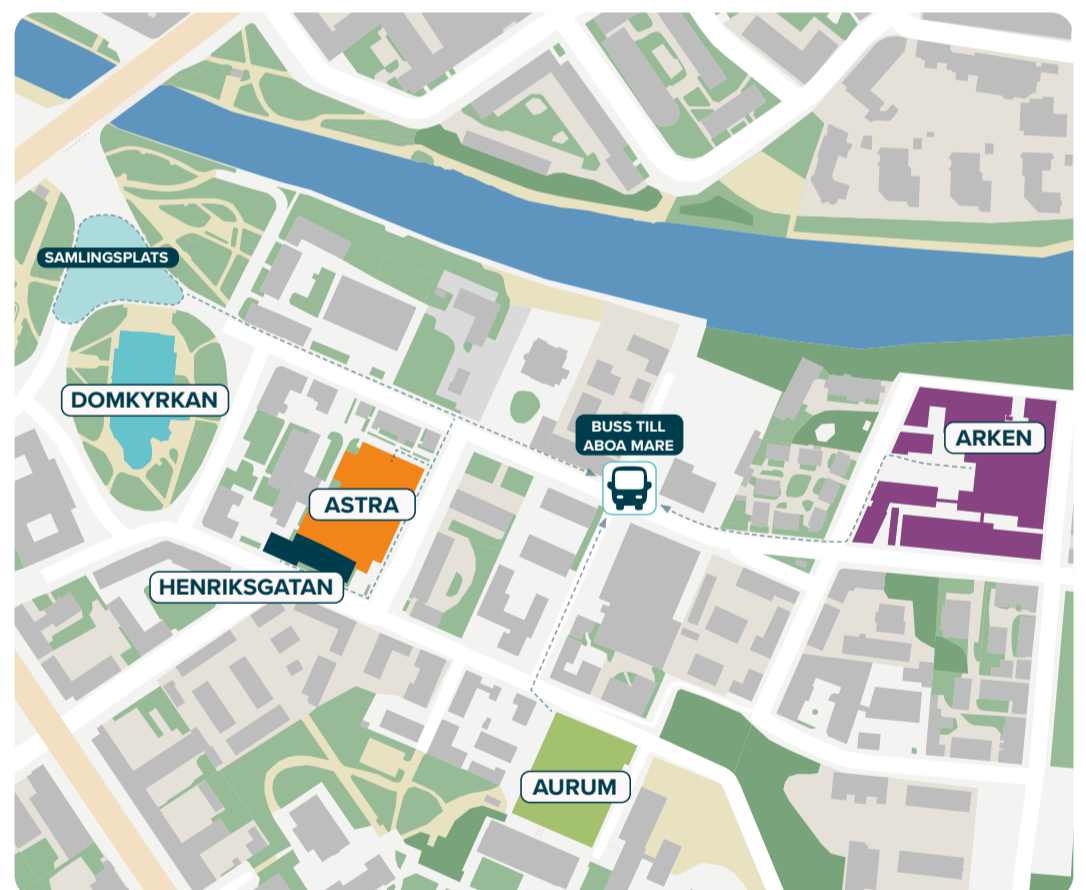 SAMLINGSPLATS
DOMKYRKAN
BUSS TILL
ABOA MARE
ARKEN
ASTRA
HENRIKSGATAN
AURUM